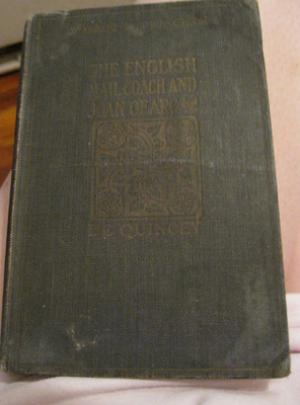 THE ENGLISH
MAIL COACH AND
JOAN OF ARC
DE QUINCEY